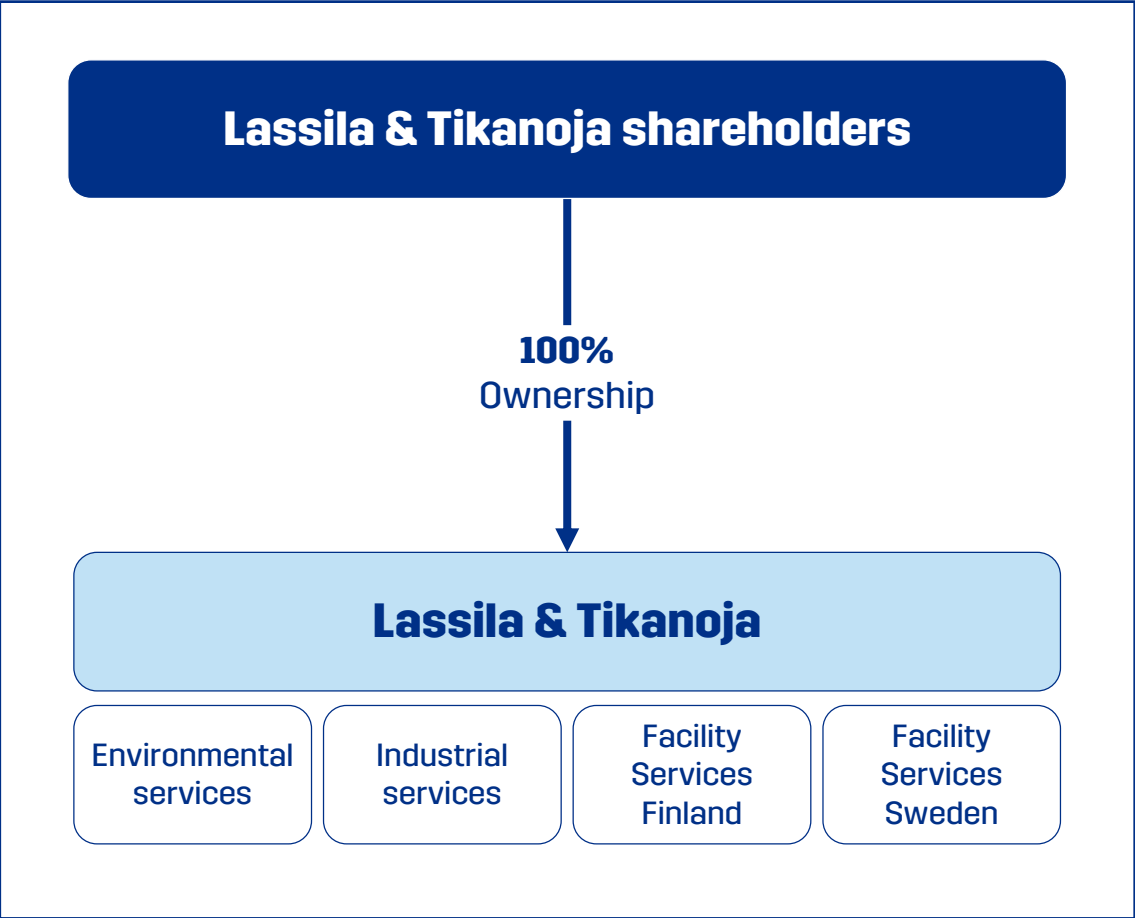 Lassila & Tikanoja shareholders
100%
Ownership
Lassila & Tikanoja
Environmental
services
Industrial
services
Facility
Services
Finland
Facility
Services
Sweden